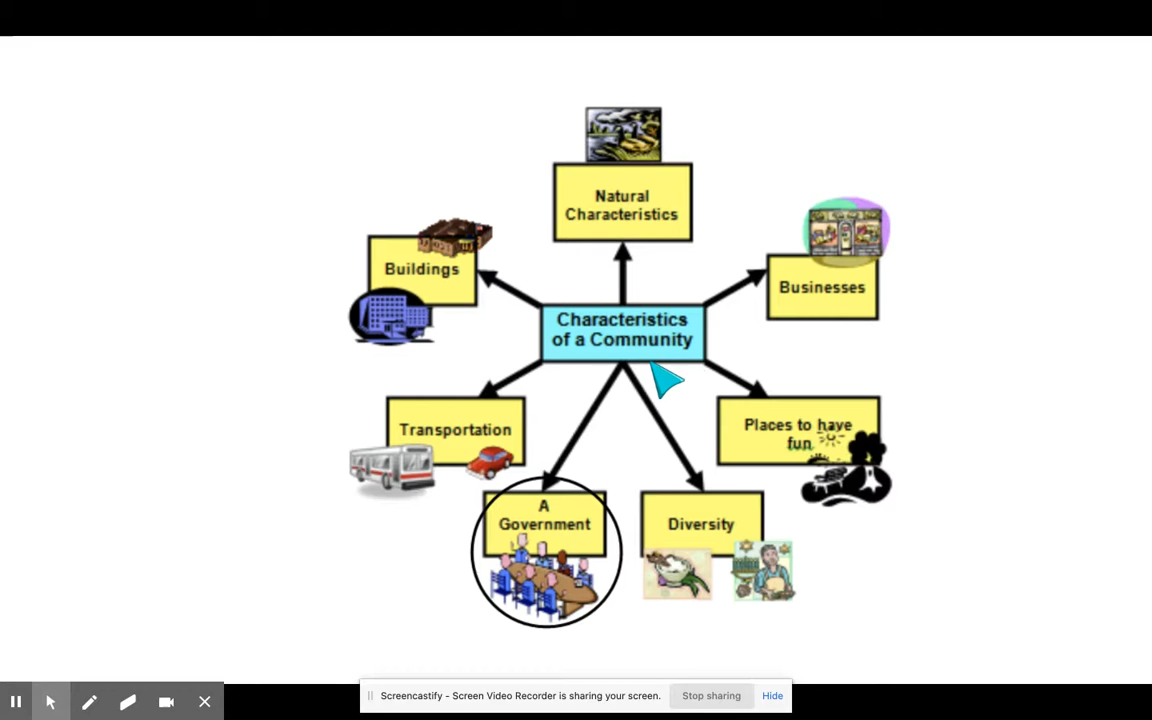 Natural
Characteristics
Buildings
Businesses
Characteristics
of a Community
Transportation
Places to have
fun
A
Government
Diversity
Screencastify - Screen Video Recorder is sharing your screen.
Stop sharing
Hide